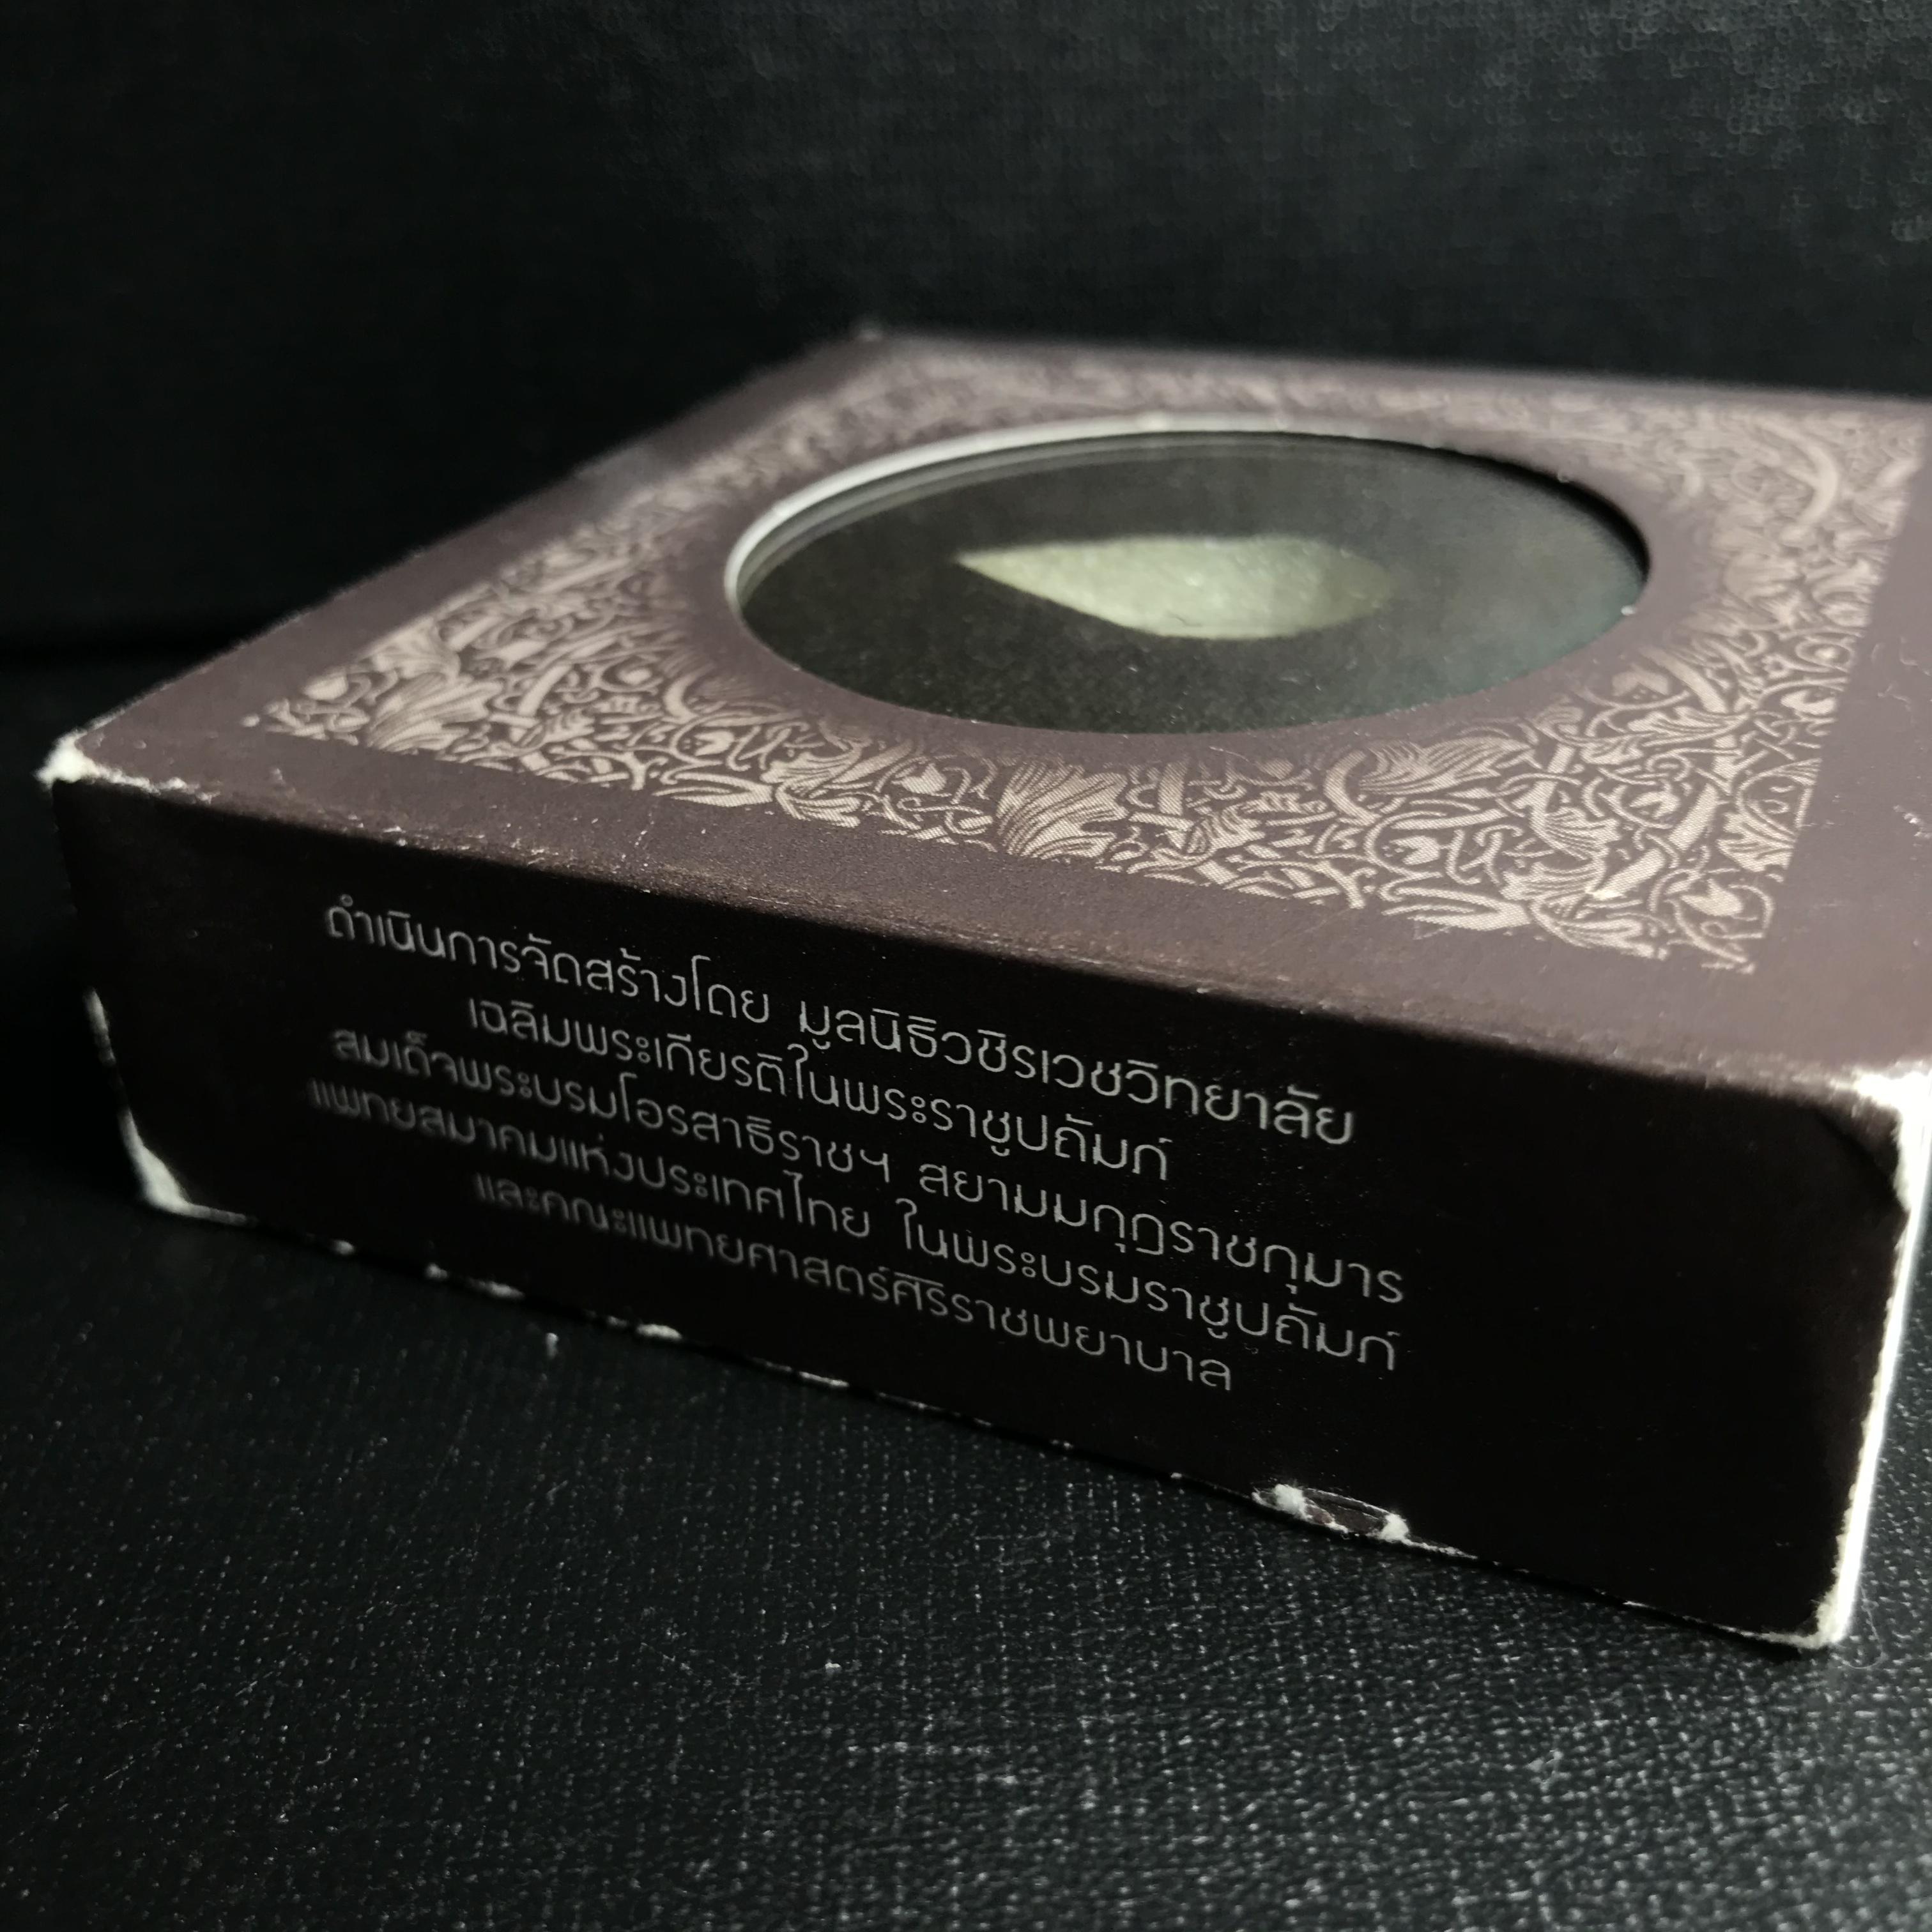 ดำเนินการจัดสร้างโดย มูลนิธิวชิรเวชวิทยาลัย
เฉลิมพระเกียรติในพระราชูปถัมภ์
สมเด็จพระบรมโอรสาธิราชฯ สยามมกุฎราชกุมาร
แพทยสมาคมแห่งประเทศไทย ในพระบรมราชูปถัมภ์
และคณะแพทยศาสตร์ศิริราชพยาบาล